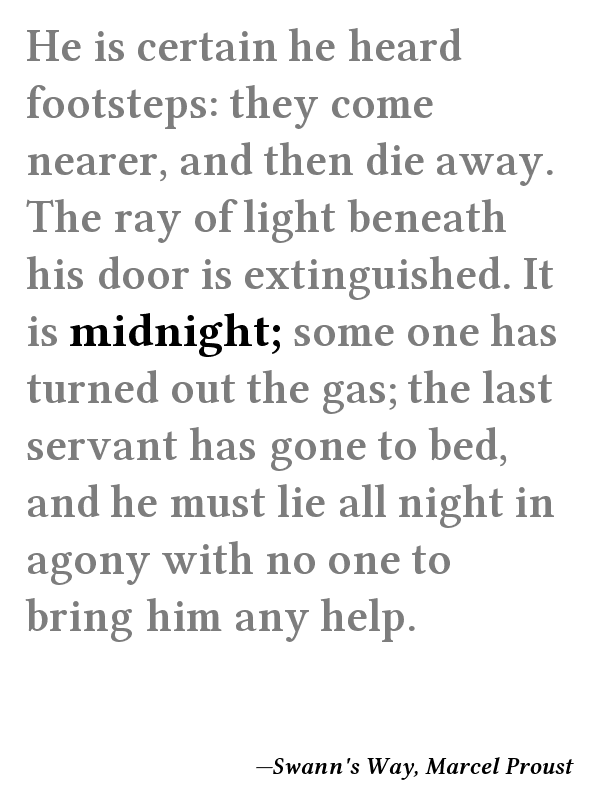 He is certain he heard
footsteps: they come
nearer, and then die away.
The ray of light beneath
his door is extinguished. It
is midnight; some one has
turned out the gas; the last
servant has gone to bed,
and he must lie all night in
agony with no one to
bring him any help.
—Swann's Way, Marcel Proust